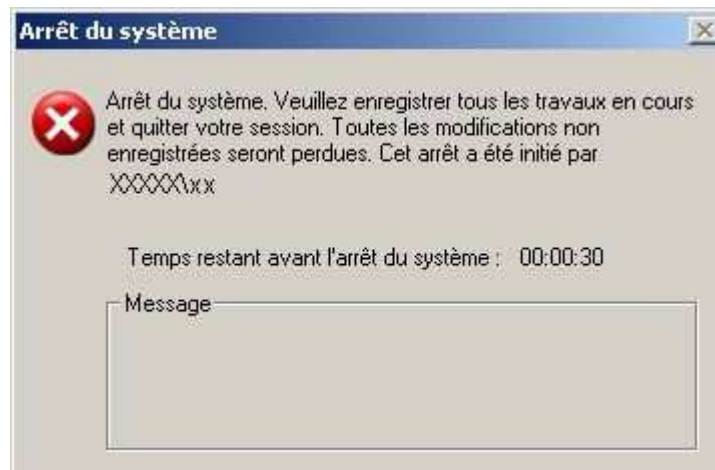 Arrêt du système
Arrêt du système. Veuillez enregistrer tous les travaux en cours
et quitter votre session. Toutes les modifications non
enregistrées seront perdues. Cet arrêt a été initié par
XXXXXX\xx
Temps restant avant l'arrêt du système : 00:00:30
Message